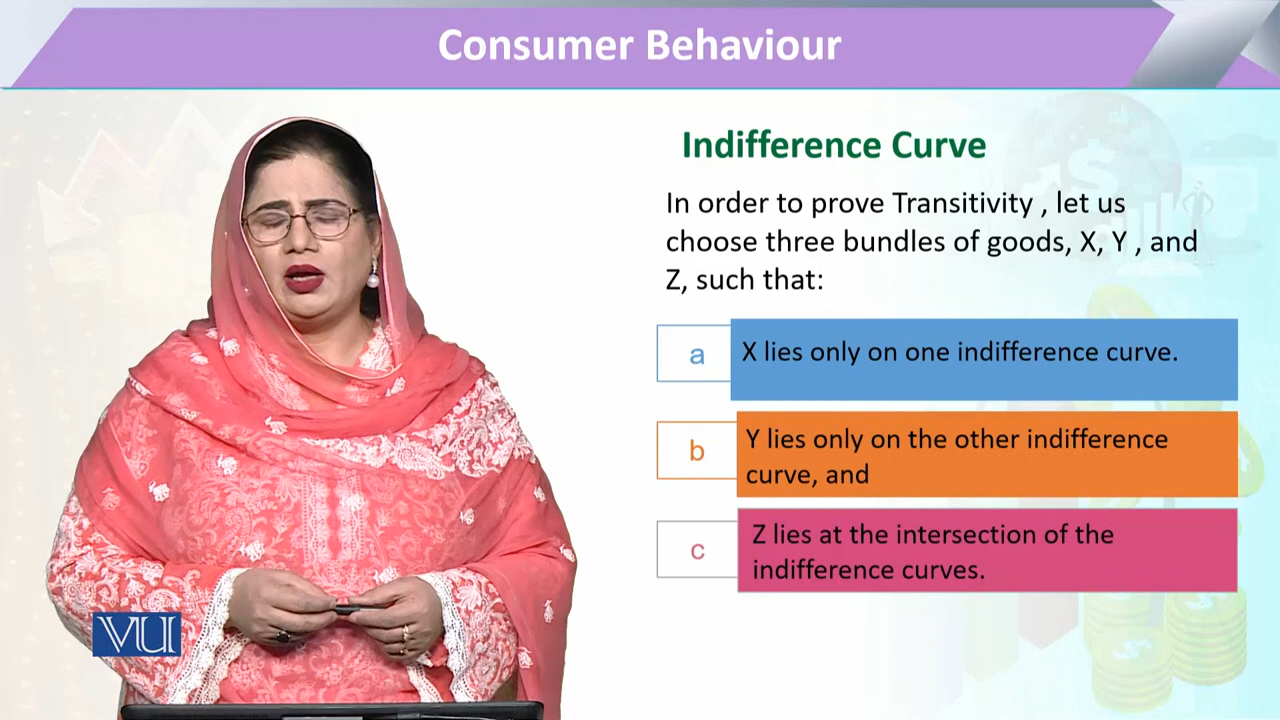 Consumer Behaviour
Indifference Curve
In order to prove Transitivity , let us
choose three bundles of goods, X, Y , and
Z, such that:
a
X lies only on one indifference curve.
b
Y lies only on the other indifference
curve, and
c
Z lies at the intersection of the
indifference curves.
VU